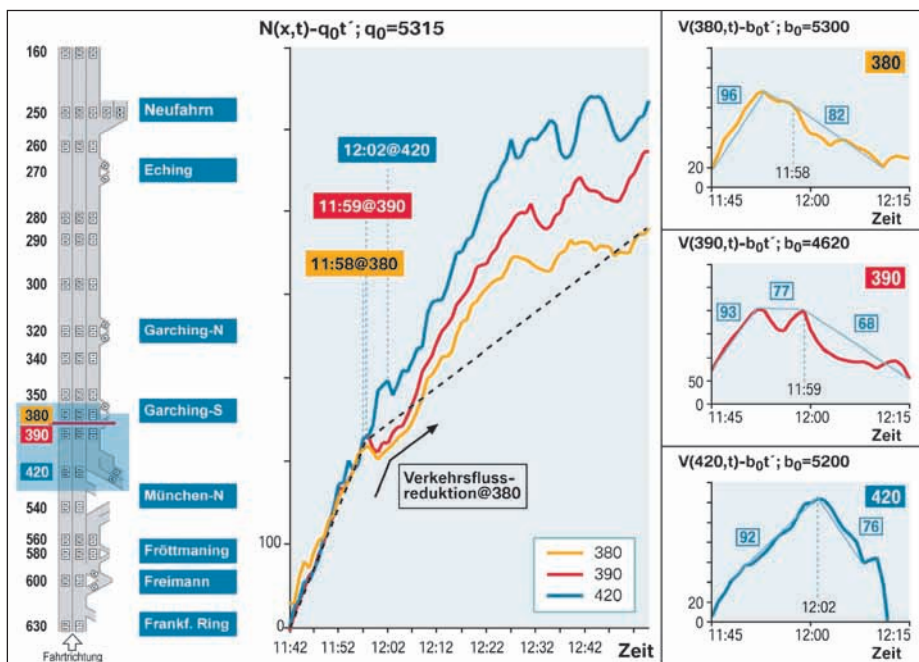 160
250
Neufahrn
260
270
Eching
280
290
300
320
Garching-N
340
350
380
Garching-S
390
420
München-N
540
560
580
Fröttmaning
600
Freimann
630
Frankf. Ring
Fahrtrichtung
N(x,t)-q0t´; q0=5315
12:02@420
11:59@390
11:58@380
Verkehrsfluss-
reduktion@380
100
0
380
390
420
11:42 11:52 12:02 12:12 12:22 12:32 12:42 Zeit
V(380,t)-b0t´; b0=5300
380
96
82
20
0
11:58
11:45 12:00 12:15
Zeit
V(390,t)-b0t´; b0=4620
390
93
77
68
50
0
11:59
11:45 12:00 12:15
Zeit
V(420,t)-b0t´; b0=5200
420
92
76
20
0
12:02
11:45 12:00 12:15
Zeit